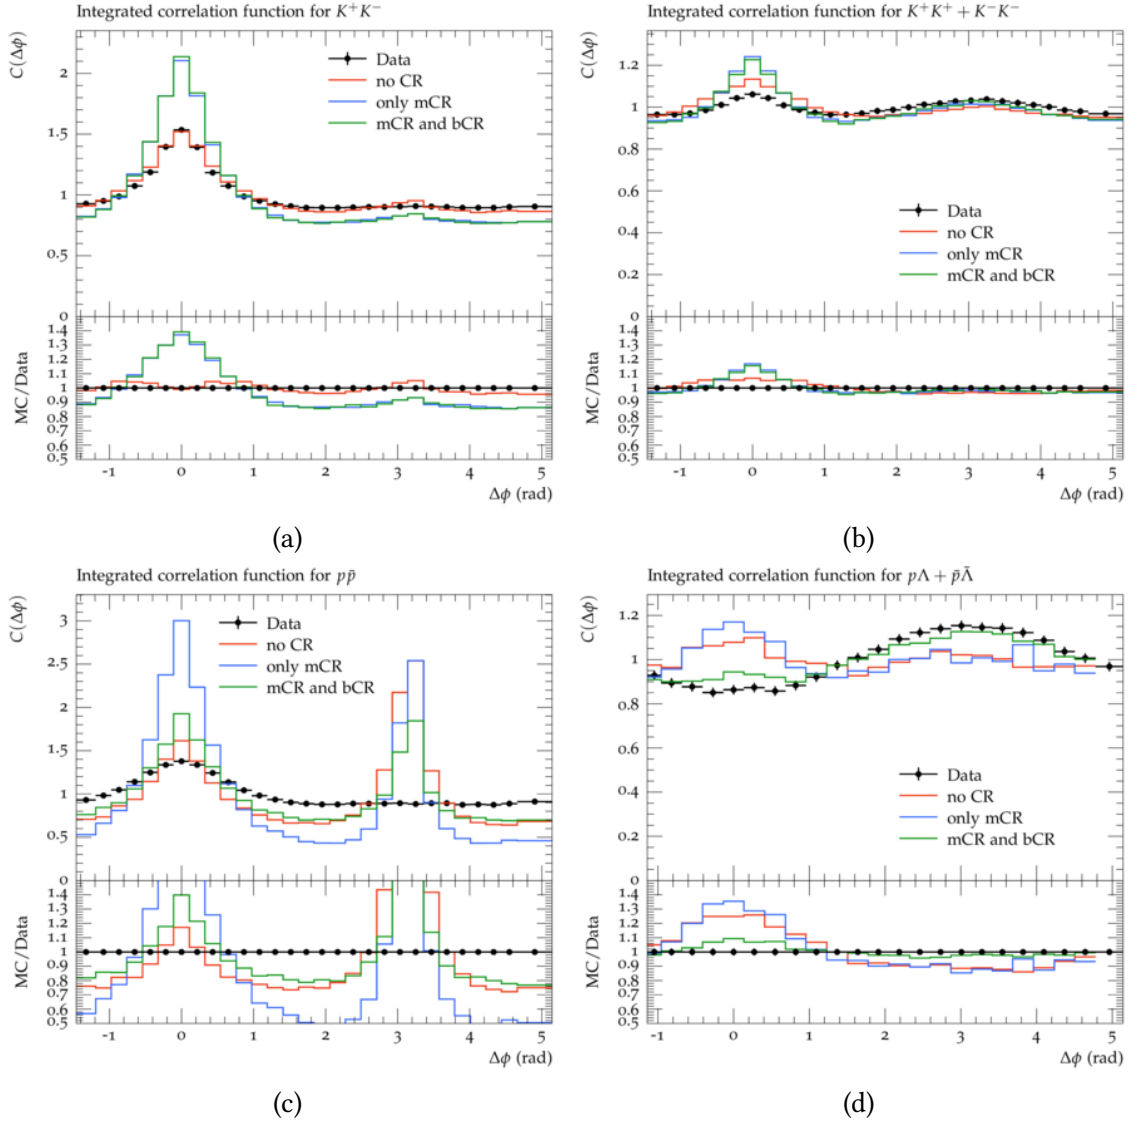 Integrated correlation function for K⁺K⁻
C(Δϕ)
2
1.5
1
0.5
0
Data
no CR
only mCR
mCR and bCR
MC/Data
1.4
1.3
1.2
1.1
1
0.9
0.8
0.7
0.6
0.5
-1 0 1 2 3 4 5
Δϕ (rad)
(a)
Integrated correlation function for K⁺K⁺ + K⁻K⁻
C(Δϕ)
1.2
1.0
0.8
0.6
0.4
0.2
0
Data
no CR
only mCR
mCR and bCR
MC/Data
1.4
1.3
1.2
1.1
1
0.9
0.8
0.7
0.6
0.5
-1 0 1 2 3 4 5
Δϕ (rad)
(b)
Integrated correlation function for pp̄
C(Δϕ)
3
2.5
2
1.5
1
0.5
0
Data
no CR
only mCR
mCR and bCR
MC/Data
1.4
1.3
1.2
1.1
1
0.9
0.8
0.7
0.6
0.5
-1 0 1 2 3 4 5
Δϕ (rad)
(c)
Integrated correlation function for pΛ + p̄Λ̄
C(Δϕ)
1.2
1.0
0.8
0.6
0.4
0.2
0
Data
no CR
only mCR
mCR and bCR
MC/Data
1.4
1.3
1.2
1.1
1
0.9
0.8
0.7
0.6
0.5
-1 0 1 2 3 4 5
Δϕ (rad)
(d)